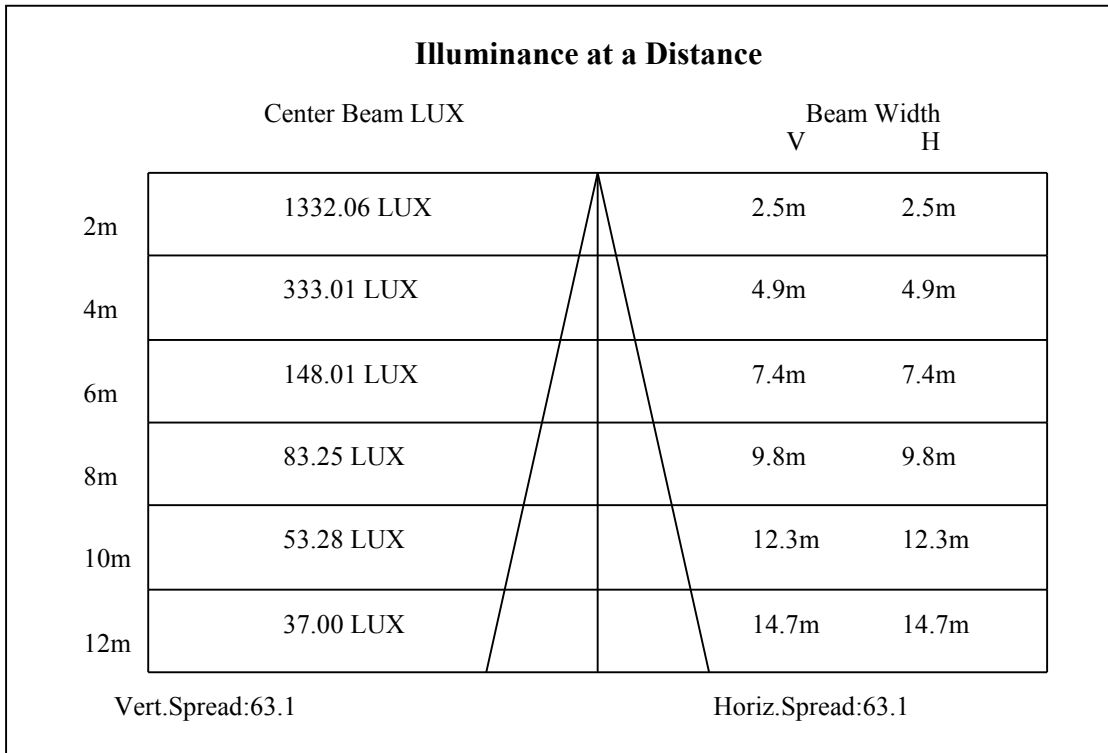 Illuminance at a Distance
Center Beam LUX Beam Width
V H
2m 1332.06 LUX 2.5m 2.5m
4m 333.01 LUX 4.9m 4.9m
6m 148.01 LUX 7.4m 7.4m
8m 83.25 LUX 9.8m 9.8m
10m 53.28 LUX 12.3m 12.3m
12m 37.00 LUX 14.7m 14.7m
Vert.Spread:63.1 Horiz.Spread:63.1